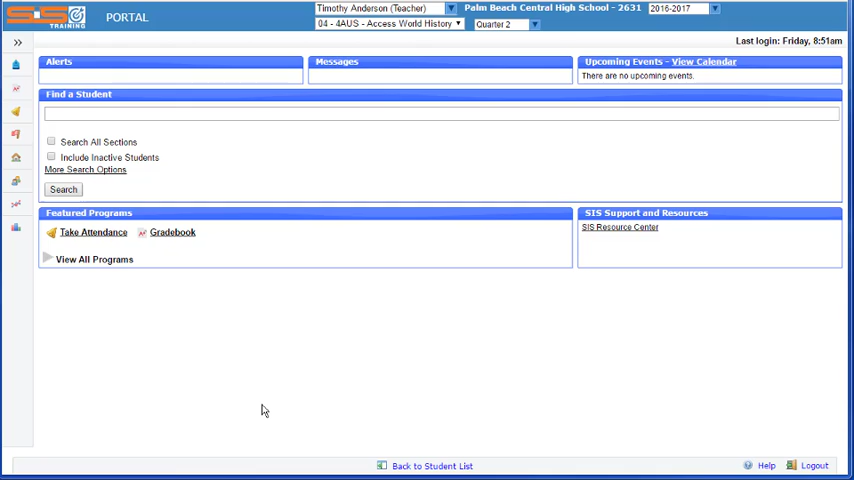 SIS
TRAINING
PORTAL
Timothy Anderson (Teacher)
Palm Beach Central High School - 2631
2016-2017
04 - 4AUS - Access World History
Quarter 2
Last login: Friday, 8:51am
Alerts
Messages
Upcoming Events - View Calendar
There are no upcoming events.
Find a Student
Search All Sections
Include Inactive Students
More Search Options
Search
Featured Programs
SIS Support and Resources
Take Attendance
Gradebook
SIS Resource Center
View All Programs
Back to Student List
Help
Logout